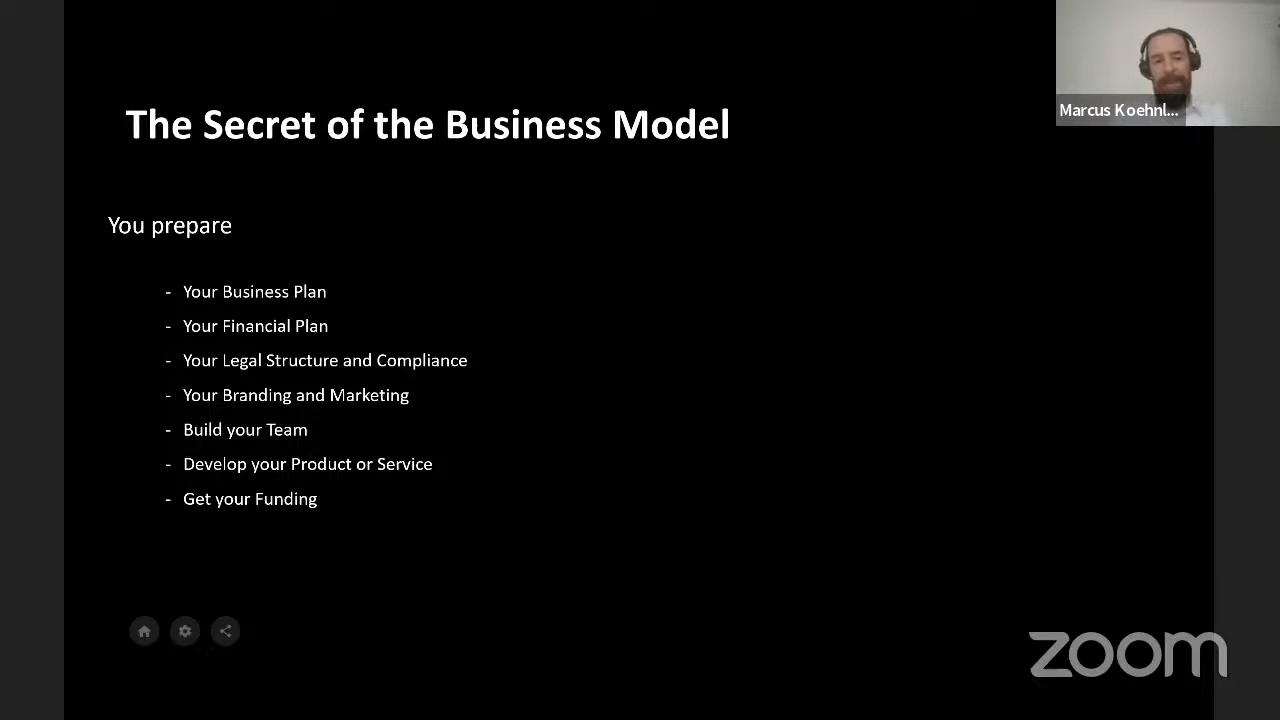 The Secret of the Business Model
Marcus Koehnl...
You prepare
- Your Business Plan
- Your Financial Plan
- Your Legal Structure and Compliance
- Your Branding and Marketing
- Build your Team
- Develop your Product or Service
- Get your Funding
zoom